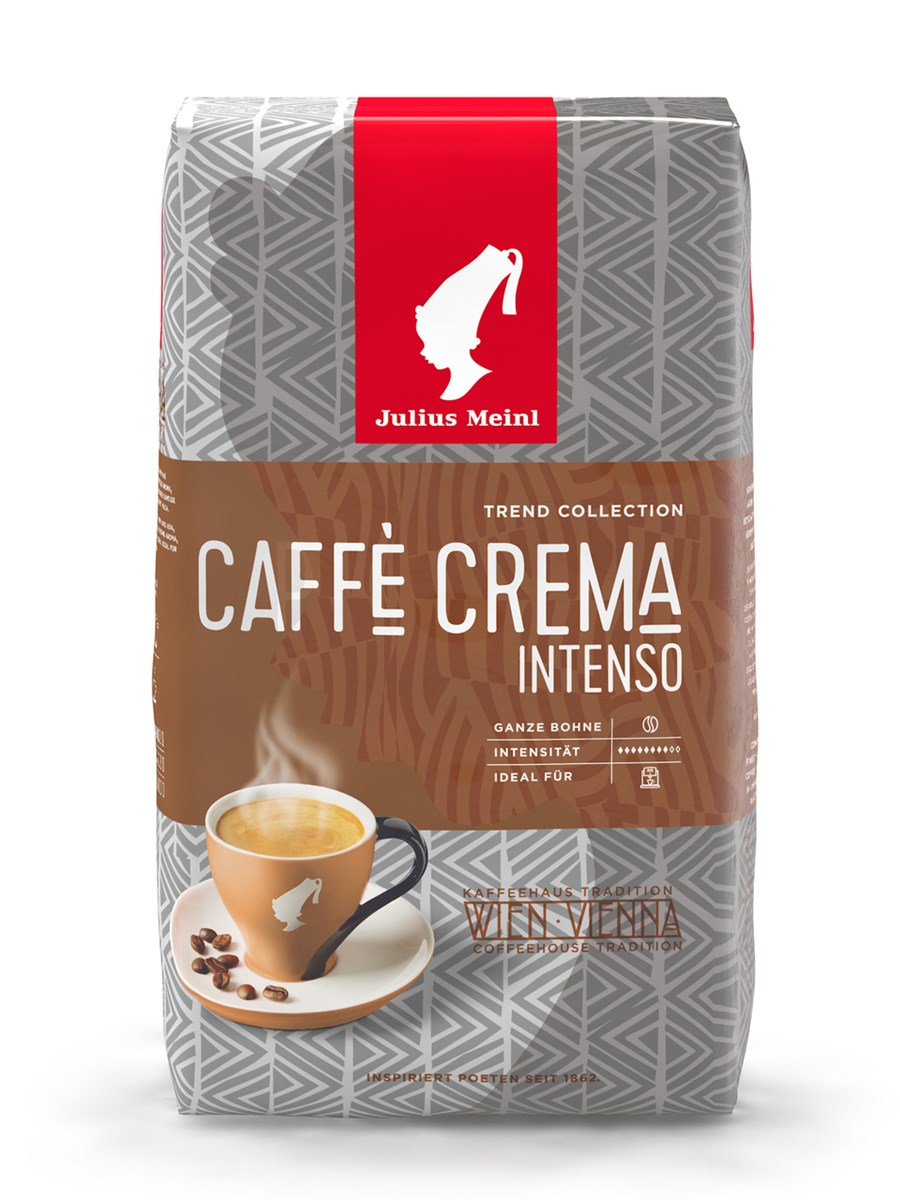 Julius Meinl
TREND COLLECTION
CAFFÈ CREMA
INTENSO
GANZE BOHNE
INTENSITÄT
IDEAL FÜR
KAFFEEHAUS TRADITION
WIEN · VIENNA
COFFEEHOUSE TRADITION
INSPIRIERT POETEN SEIT 1862.